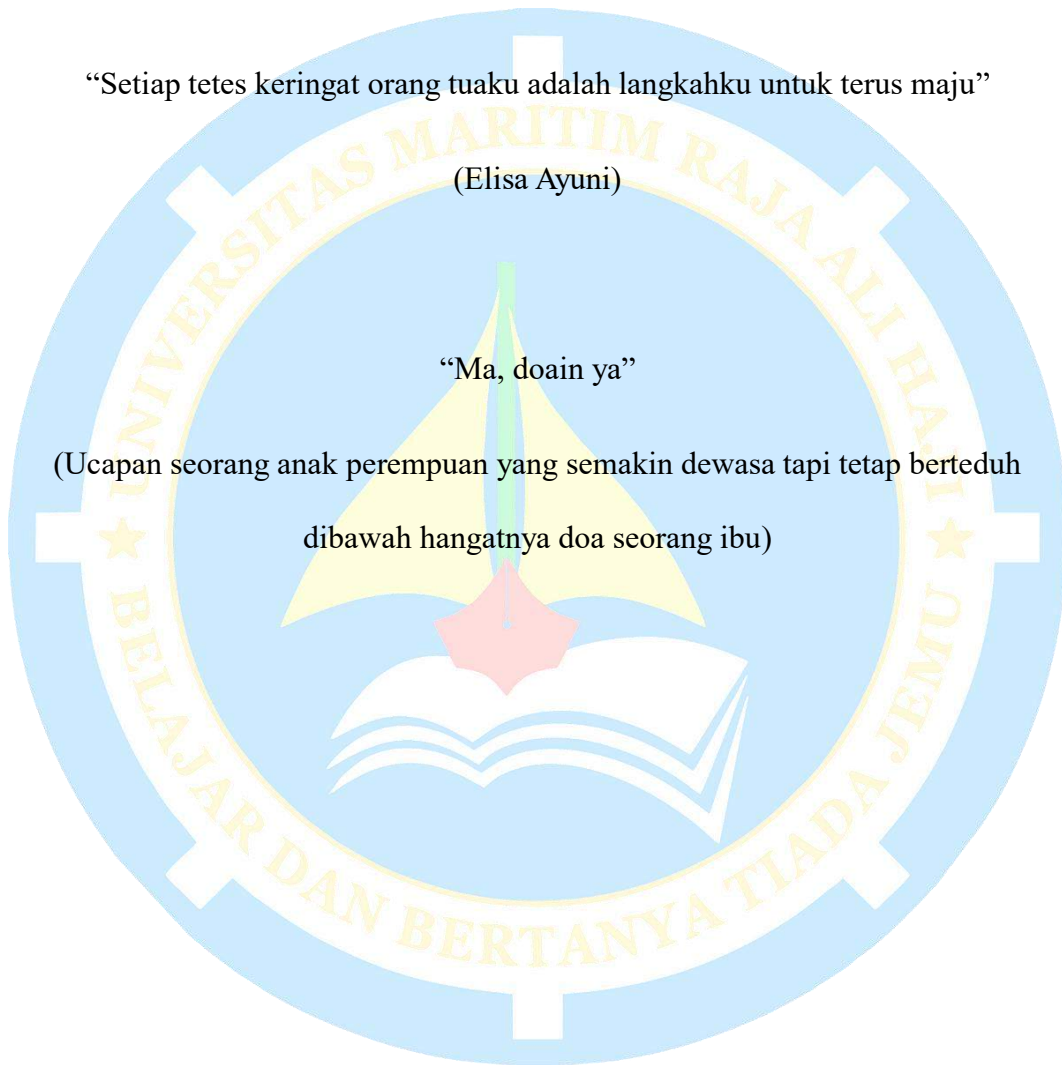 “Setiap tetes keringat orang tuaku adalah langkahku untuk terus maju”
(Elisa Ayuni)
“Ma, doain ya”
(Ucapan seorang anak perempuan yang semakin dewasa tapi tetap berteduh
dibawah hangatnya doa seorang ibu)
UNIVERSITAS MARITIM RAJA ALI HAJI
BELAJAR DAN BERTANYA TIADA JEMU